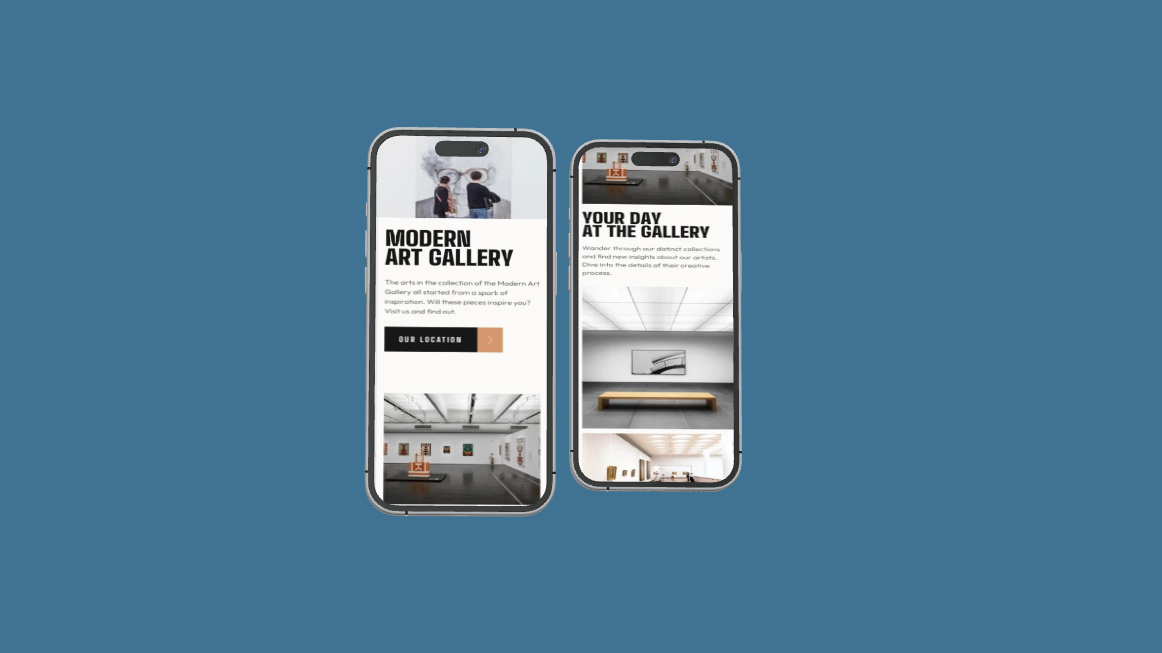 MODERN
ART GALLERY
The arts in the collection of the Modern Art
Gallery all started from a spark of
inspiration. Will these pieces inspire you?
Visit us and find out.
OUR LOCATION
YOUR DAY
AT THE GALLERY
Wander through our distinct collections
and find new insights about our artists.
Dive into the details of their creative
process.